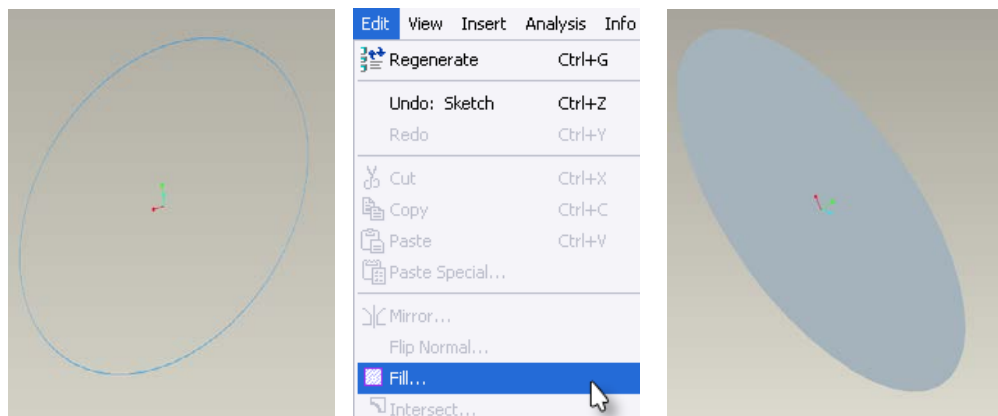 Edit View Insert Analysis Info
Regenerate Ctrl+G
Undo: Sketch Ctrl+Z
Redo Ctrl+Y
Cut Ctrl+X
Copy Ctrl+C
Paste Ctrl+V
Paste Special...
Mirror...
Flip Normal...
Fill...
Intersect...